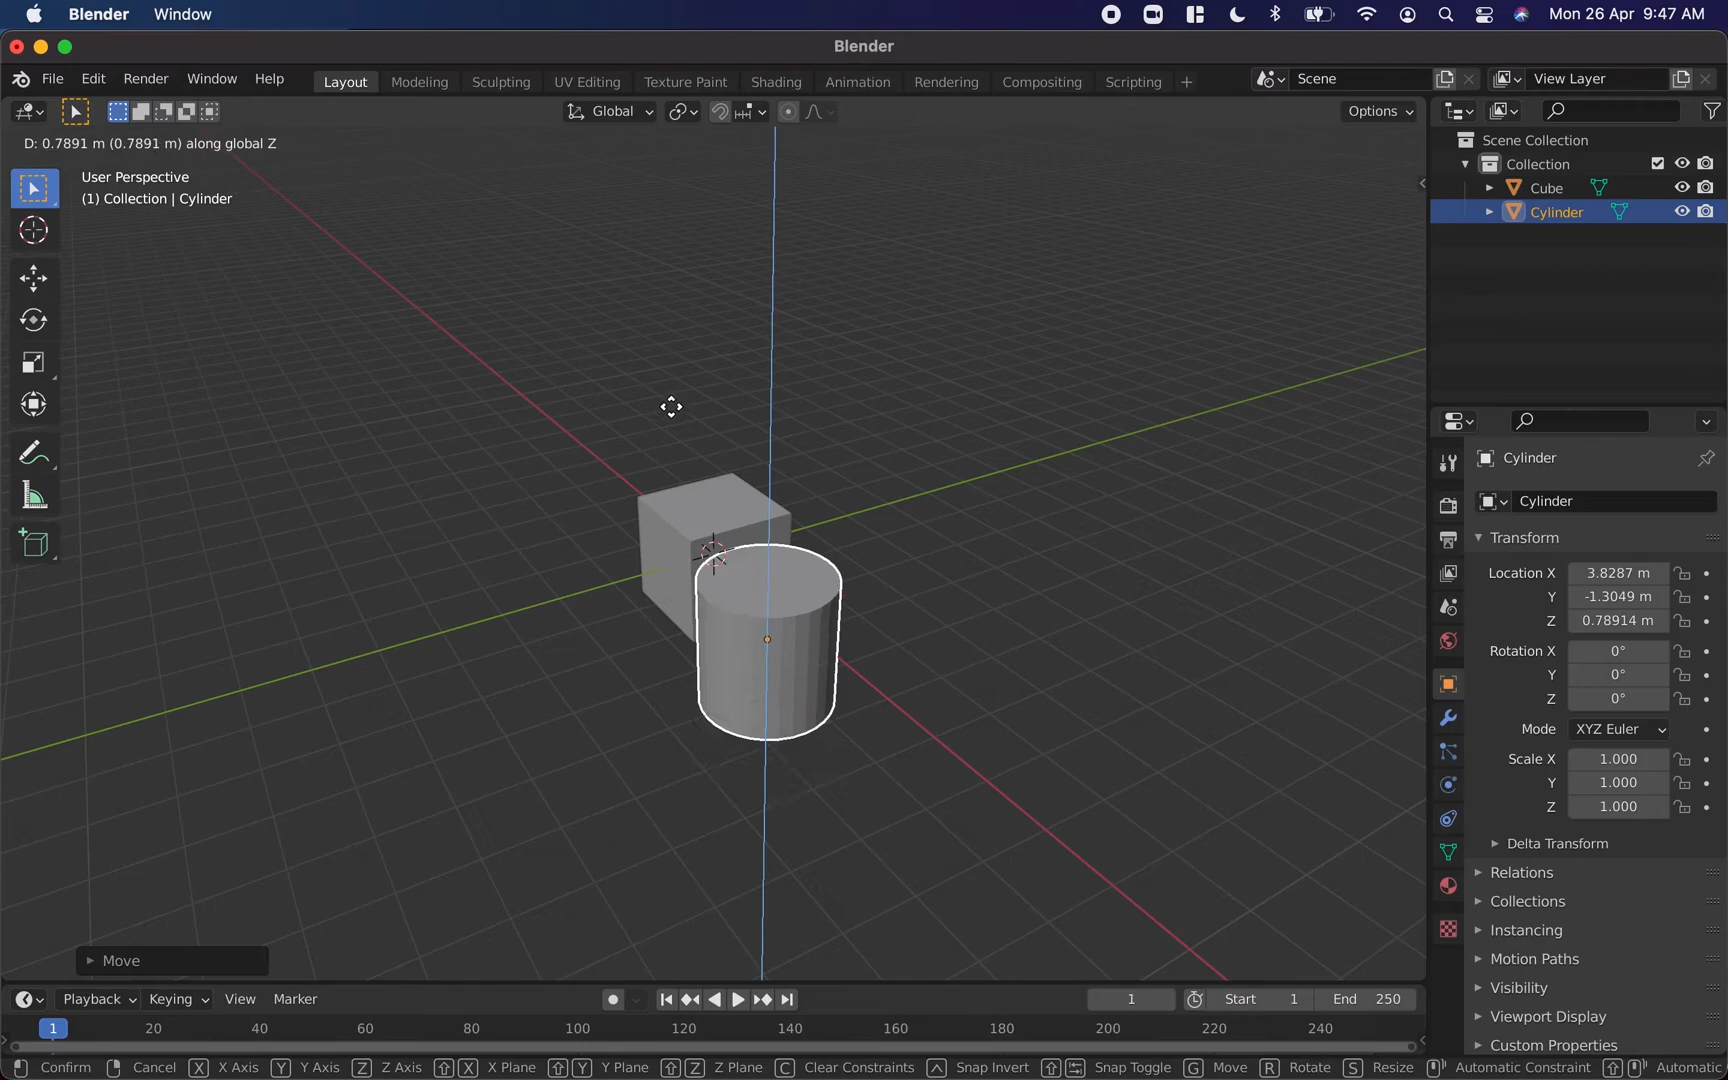 Blender Window Mon 26 Apr 9:47 AM
Blender
File Edit Render Window Help Layout Modeling Sculpting UV Editing Texture Paint Shading Animation Rendering Compositing Scripting + Scene View Layer
Global Options
D: 0.7891 m (0.7891 m) along global Z
User Perspective
(1) Collection | Cylinder
Scene Collection
Collection
Cube
Cylinder
Cylinder
Cylinder
Transform
Location X 3.8287 m
Y -1.3049 m
Z 0.78914 m
Rotation X 0°
Y 0°
Z 0°
Mode XYZ Euler
Scale X 1.000
Y 1.000
Z 1.000
Delta Transform
Relations
Collections
Instancing
Motion Paths
Visibility
Viewport Display
Custom Properties
Move
Playback Keying View Marker 1 Start 1 End 250
1 20 40 60 80 100 120 140 160 180 200 220 240
Confirm Cancel X X Axis Y Y Axis Z Z Axis X X Plane Y Y Plane Z Z Plane C Clear Constraints Snap Invert Snap Toggle G Move R Rotate S Resize Automatic Constraint Automatic